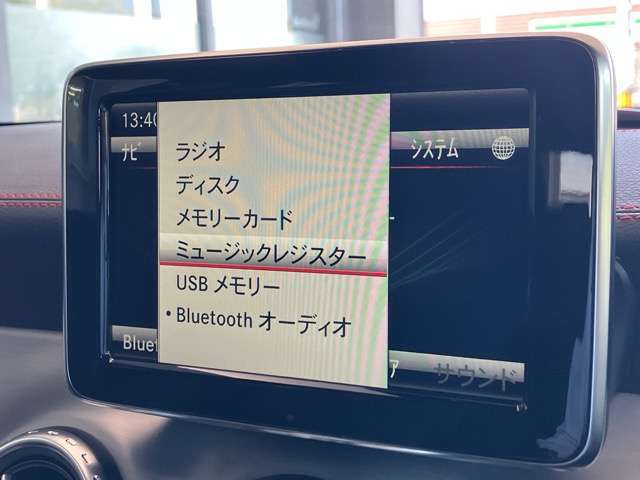 13:40
ナビ
システム
ラジオ
ディスク
メモリーカード
ミュージックレジスター
USB メモリー
• Bluetooth オーディオ
サウンド